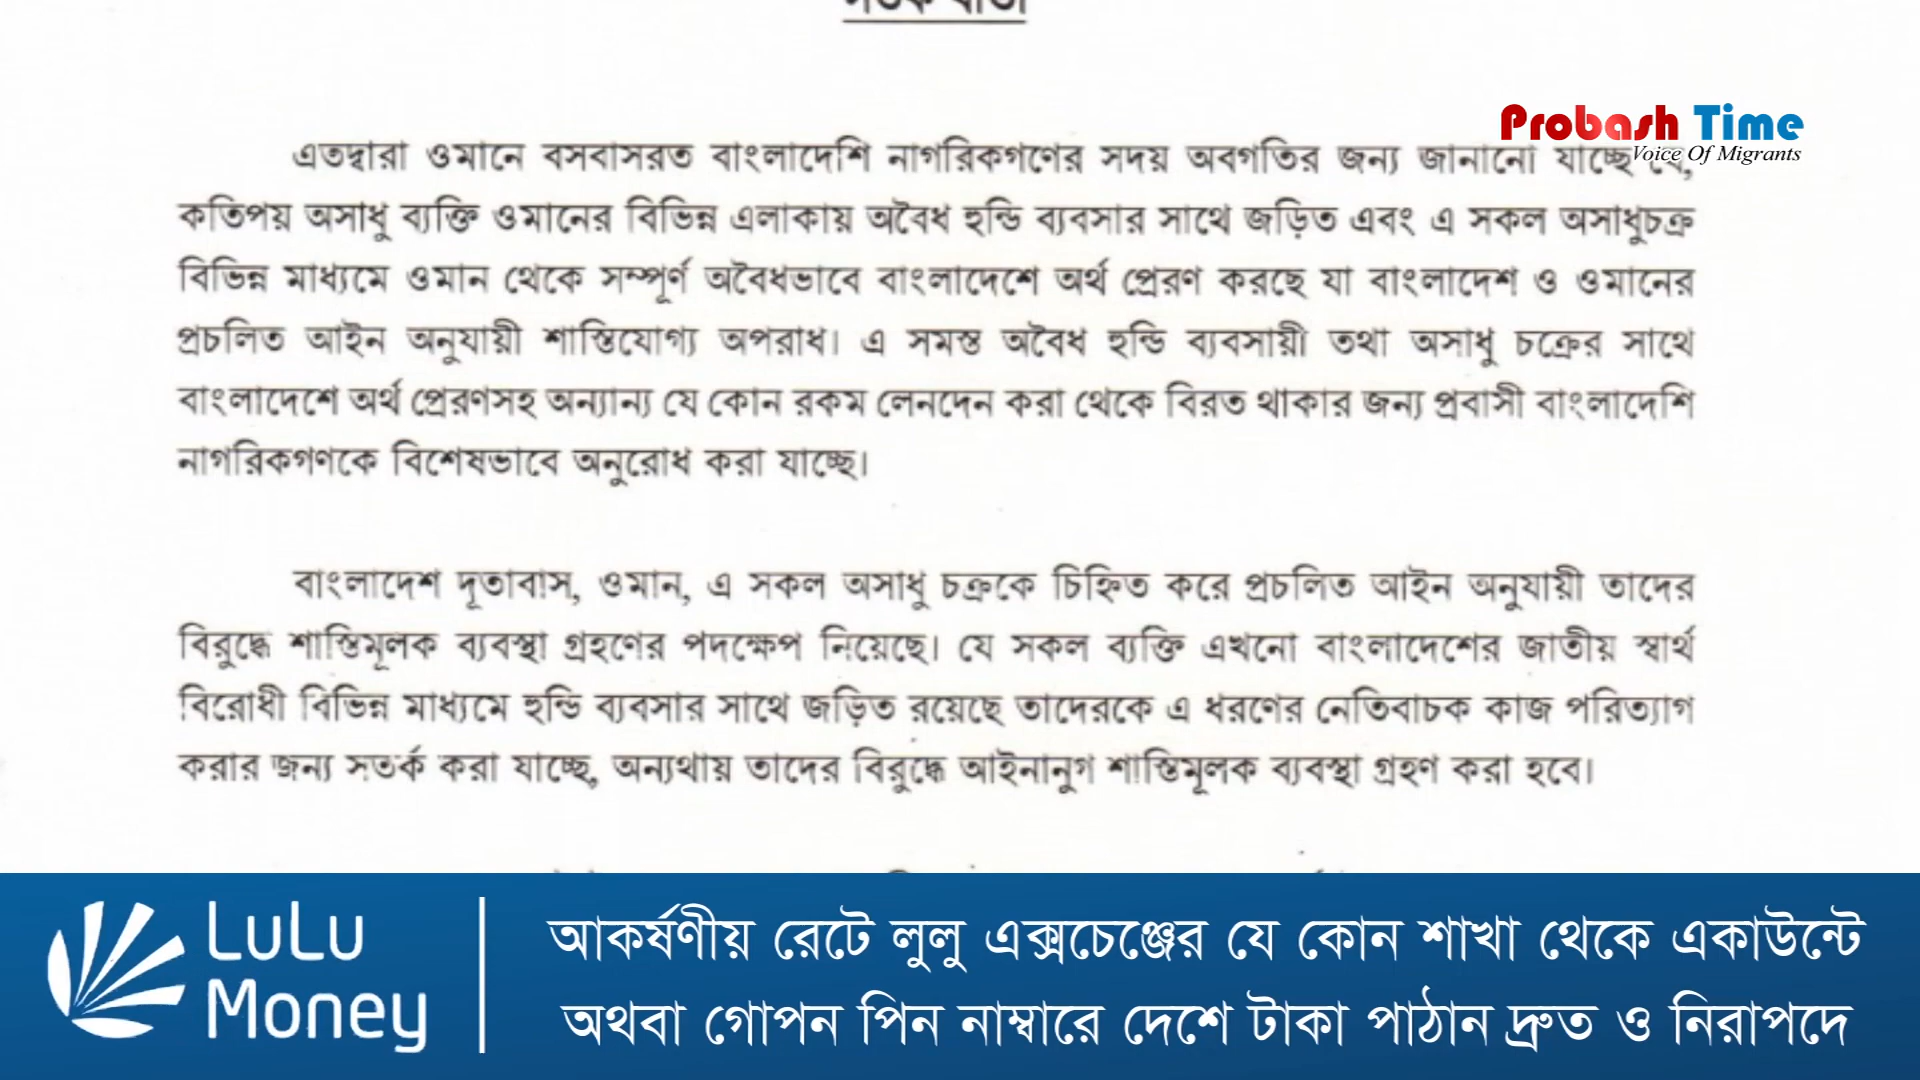 সতর্ক বার্তা
Probash Time
Voice Of Migrants
এতদ্বারা ওমানে বসবাসরত বাংলাদেশি নাগরিকগণের সদয় অবগতির জন্য জানানো যাচ্ছে যে,
কতিপয় অসাধু ব্যক্তি ওমানের বিভিন্ন এলাকায় অবৈধ হুন্ডি ব্যবসার সাথে জড়িত এবং এ সকল অসাধুচক্র
বিভিন্ন মাধ্যমে ওমান থেকে সম্পূর্ণ অবৈধভাবে বাংলাদেশে অর্থ প্রেরণ করছে যা বাংলাদেশ ও ওমানের
প্রচলিত আইন অনুযায়ী শাস্তিযোগ্য অপরাধ। এ সমস্ত অবৈধ হুন্ডি ব্যবসায়ী তথা অসাধু চক্রের সাথে
বাংলাদেশে অর্থ প্রেরণসহ অন্যান্য যে কোন রকম লেনদেন করা থেকে বিরত থাকার জন্য প্রবাসী বাংলাদেশি
নাগরিকগণকে বিশেষভাবে অনুরোধ করা যাচ্ছে।
বাংলাদেশ দূতাবাস, ওমান, এ সকল অসাধু চক্রকে চিহ্নিত করে প্রচলিত আইন অনুযায়ী তাদের
বিরুদ্ধে শাস্তিমূলক ব্যবস্থা গ্রহণের পদক্ষেপ নিয়েছে। যে সকল ব্যক্তি এখনো বাংলাদেশের জাতীয় স্বার্থ
বিরোধী বিভিন্ন মাধ্যমে হুন্ডি ব্যবসার সাথে জড়িত রয়েছে তাদেরকে এ ধরণের নেতিবাচক কাজ পরিত্যাগ
করার জন্য সতর্ক করা যাচ্ছে, অন্যথায় তাদের বিরুদ্ধে আইনানুগ শাস্তিমূলক ব্যবস্থা গ্রহণ করা হবে।
LuLu
Money
আকর্ষণীয় রেটে লুলু এক্সচেঞ্জের যে কোন শাখা থেকে একাউন্টে
অথবা গোপন পিন নাম্বারে দেশে টাকা পাঠান দ্রুত ও নিরাপদে